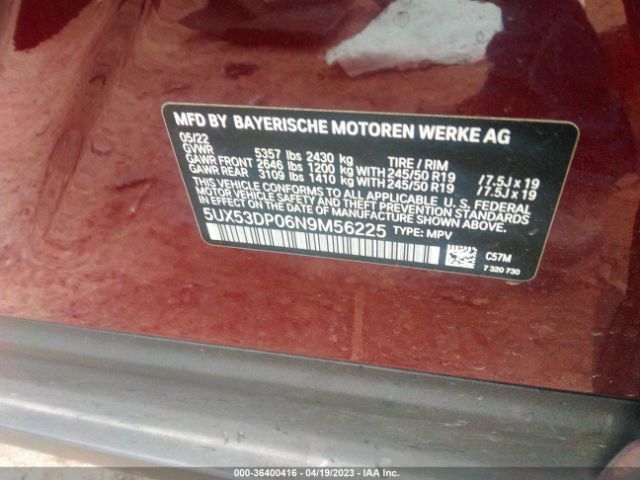 MFD BY BAYERISCHE MOTOREN WERKE AG
05/22
GVWR 5357 lbs 2430 kg TIRE / RIM
GAWR FRONT 2646 lbs 1200 kg WITH 245/50 R19 /7.5J x 19
GAWR REAR 3109 lbs 1410 kg WITH 245/50 R19 /7.5J x 19
THIS VEHICLE CONFORMS TO ALL APPLICABLE U. S. FEDERAL
MOTOR VEHICLE SAFETY AND THEFT PREVENTION STANDARDS
IN EFFECT ON THE DATE OF MANUFACTURE SHOWN ABOVE.
5UX53DP06N9M56225 TYPE: MPV
C57M
7 320 730
000-36400416 - 04/19/2023 - IAA Inc.